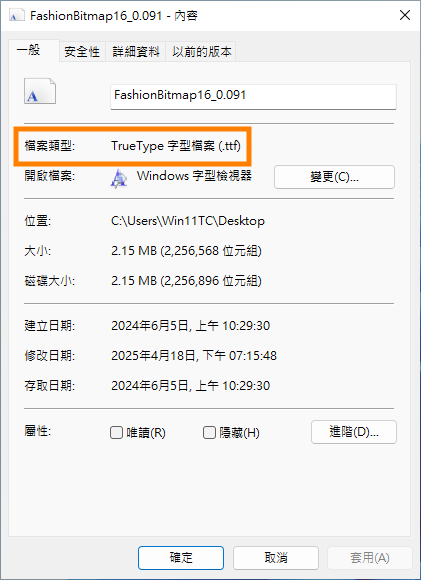 FashionBitmap16_0.091 - 內容
一般 安全性 詳細資料 以前的版本
FashionBitmap16_0.091
檔案類型: TrueType 字型檔案 (.ttf)
開啟檔案: Windows 字型檢視器 變更(C)...
位置: C:\Users\Win11TC\Desktop
大小: 2.15 MB (2,256,568 位元組)
磁碟大小: 2.15 MB (2,256,896 位元組)
建立日期: 2024年6月5日, 上午 10:29:30
修改日期: 2025年4月18日, 下午 07:15:48
存取日期: 2024年6月5日, 上午 10:29:30
屬性: 唯讀(R) 隱藏(H) 進階(D)...
確定 取消 套用(A)